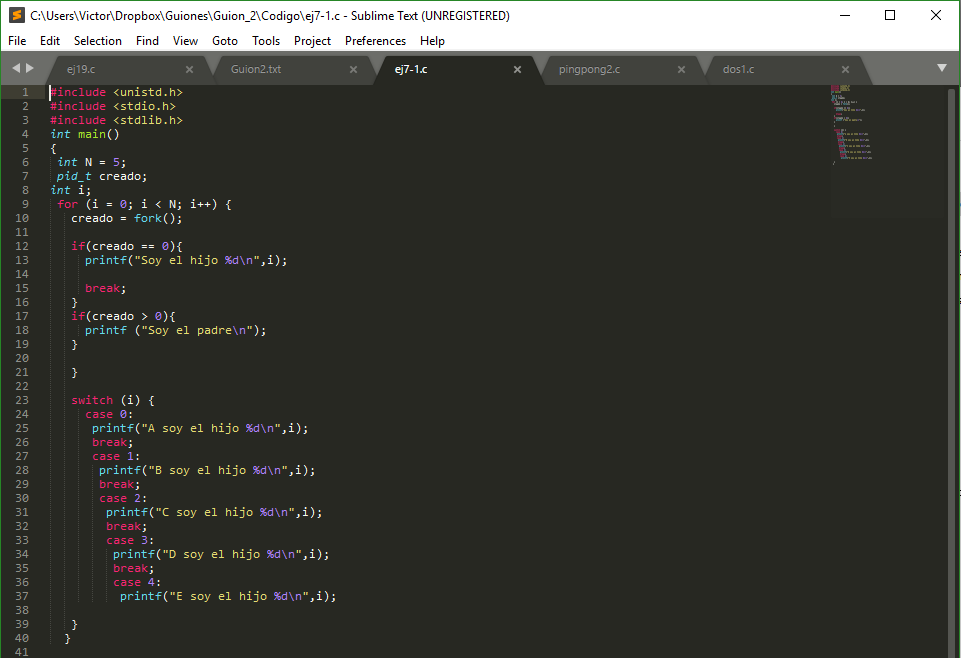 C:\Users\Victor\Dropbox\Guiones\Guion_2\Codigo\ej7-1.c - Sublime Text (UNREGISTERED)
File Edit Selection Find View Goto Tools Project Preferences Help
ej19.c Guion2.txt ej7-1.c pingpong2.c dos1.c
1 #include <unistd.h>
2 #include <stdio.h>
3 #include <stdlib.h>
4 int main()
5 {
6 int N = 5;
7 pid_t creado;
8 int i;
9 for (i = 0; i < N; i++) {
10 creado = fork();
11
12 if(creado == 0){
13 printf("Soy el hijo %d\n",i);
14
15 break;
16 }
17 if(creado > 0){
18 printf ("Soy el padre\n");
19 }
20
21 }
22
23 switch (i) {
24 case 0:
25 printf("A soy el hijo %d\n",i);
26 break;
27 case 1:
28 printf("B soy el hijo %d\n",i);
29 break;
30 case 2:
31 printf("C soy el hijo %d\n",i);
32 break;
33 case 3:
34 printf("D soy el hijo %d\n",i);
35 break;
36 case 4:
37 printf("E soy el hijo %d\n",i);
38
39 }
40 }
41